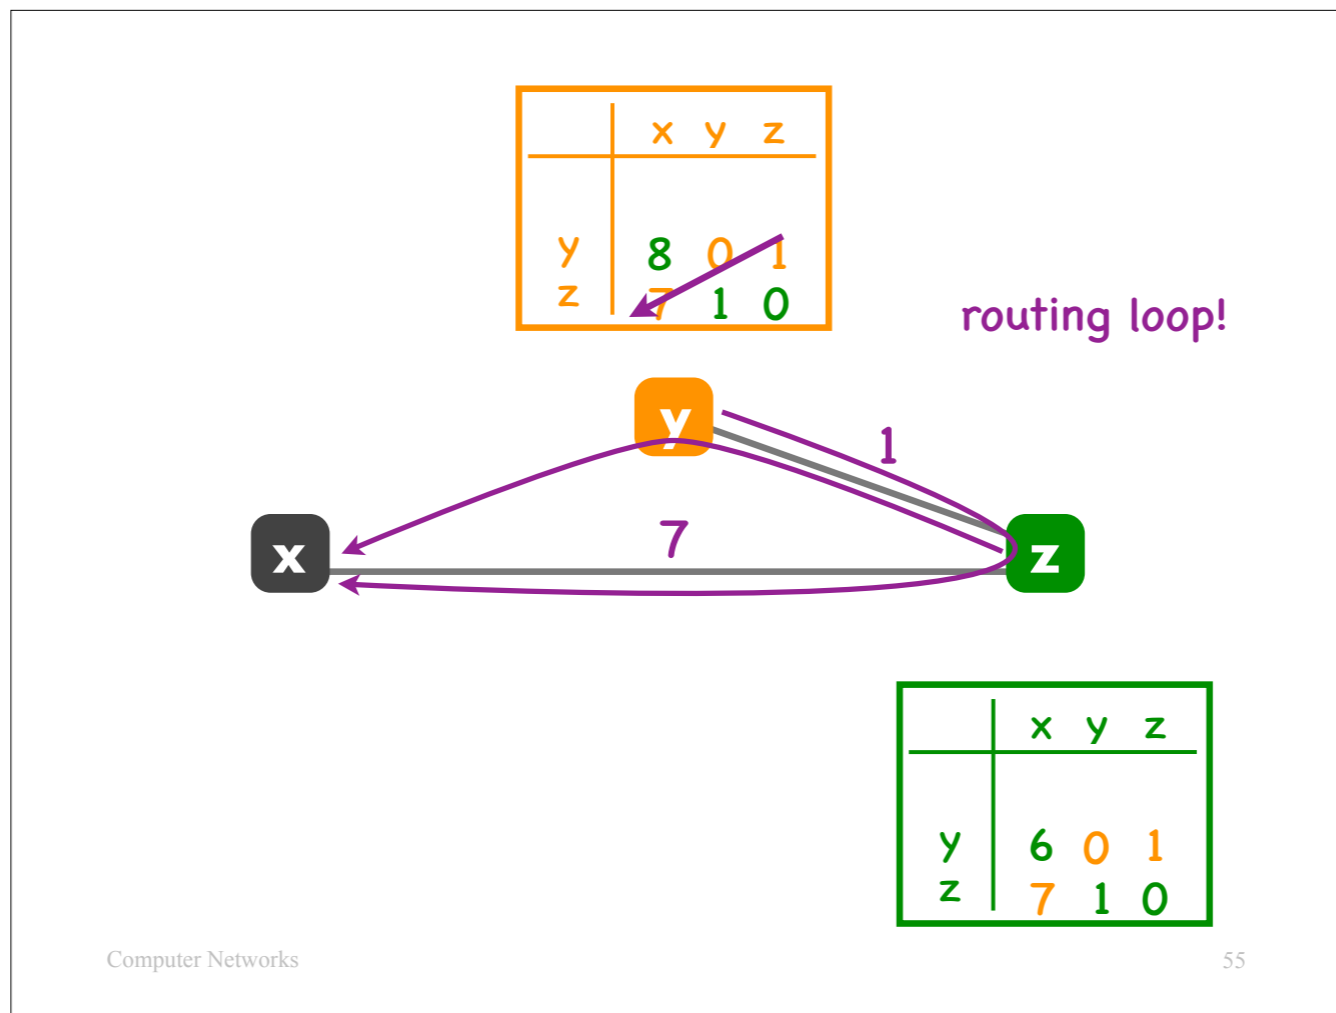 x y z
y 8 0 1
z 7 1 0
routing loop!
y
1
7
x
z
x y z
y 6 0 1
z 7 1 0
Computer Networks
55